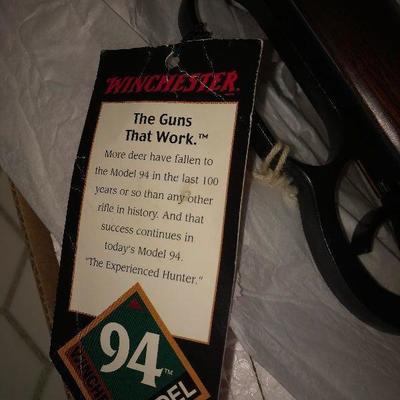 WINCHESTER®
The Guns
That Work.™
More deer have fallen to
the Model 94 in the last 100
years or so than any other
rifle in history. And that
success continues in
today's Model 94.
"The Experienced Hunter."
94™